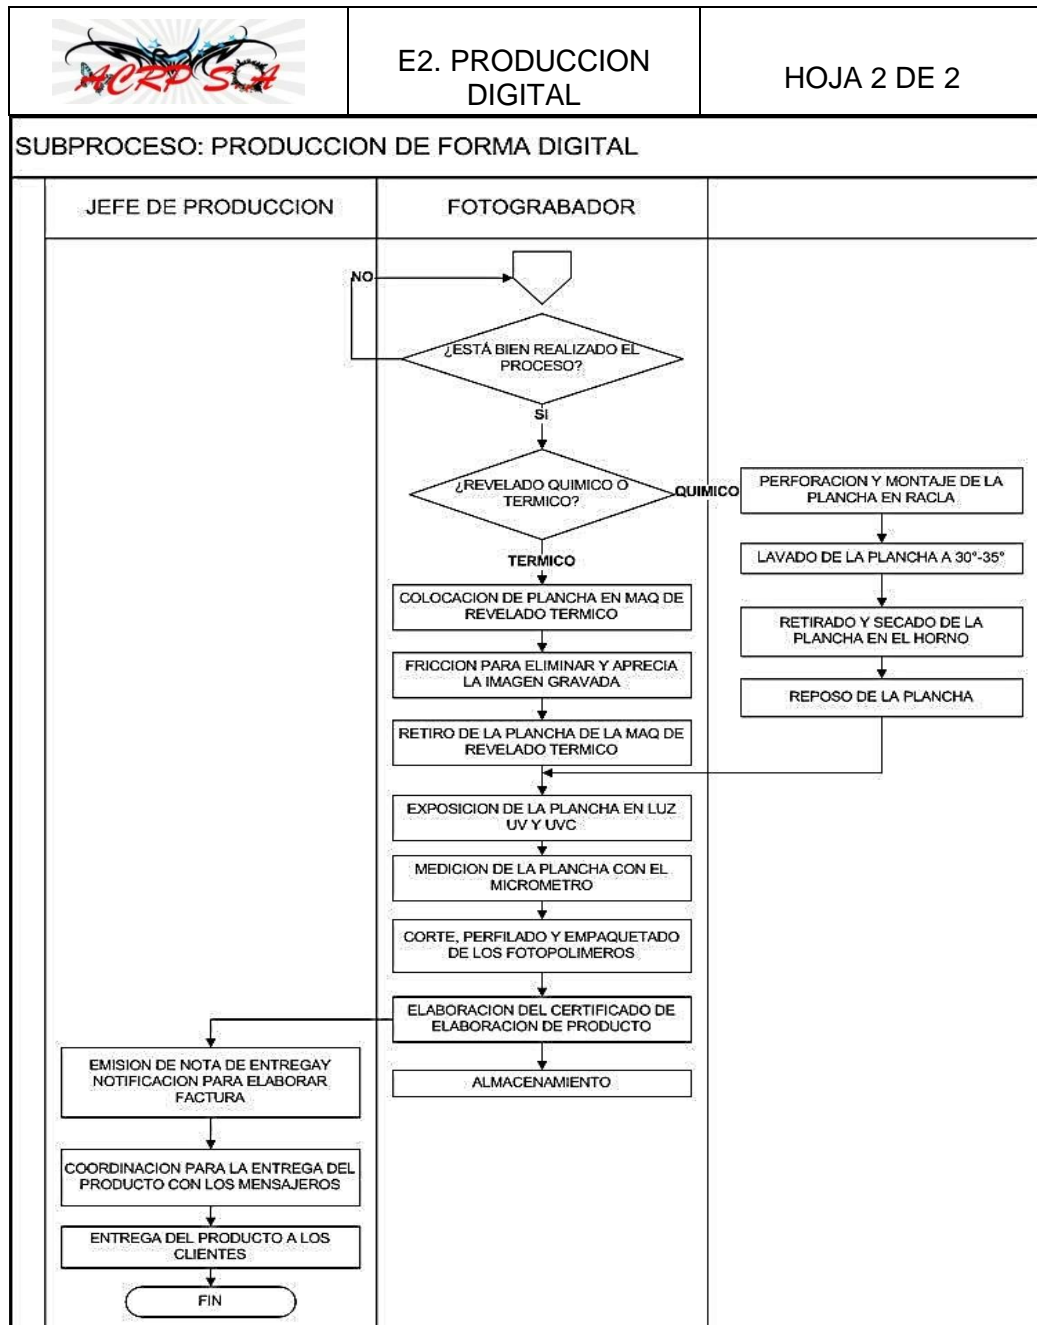 ACRP SCA
E2. PRODUCCION
DIGITAL
HOJA 2 DE 2
SUBPROCESO: PRODUCCION DE FORMA DIGITAL
JEFE DE PRODUCCION
FOTOGRABADOR
NO
¿ESTÁ BIEN REALIZADO EL
PROCESO?
SI
¿REVELADO QUIMICO O
TERMICO?
QUIMICO
TERMICO
PERFORACION Y MONTAJE DE LA
PLANCHA EN RACLA
LAVADO DE LA PLANCHA A 30°-35°
RETIRADO Y SECADO DE LA
PLANCHA EN EL HORNO
REPOSO DE LA PLANCHA
COLOCACION DE PLANCHA EN MAQ DE
REVELADO TERMICO
FRICCION PARA ELIMINAR Y APRECIA
LA IMAGEN GRAVADA
RETIRO DE LA PLANCHA DE LA MAQ DE
REVELADO TERMICO
EXPOSICION DE LA PLANCHA EN LUZ
UV Y UVC
MEDICION DE LA PLANCHA CON EL
MICROMETRO
CORTE, PERFILADO Y EMPAQUETADO
DE LOS FOTOPOLIMEROS
ELABORACION DEL CERTIFICADO DE
ELABORACION DE PRODUCTO
ALMACENAMIENTO
EMISION DE NOTA DE ENTREGAY
NOTIFICACION PARA ELABORAR
FACTURA
COORDINACION PARA LA ENTREGA DEL
PRODUCTO CON LOS MENSAJEROS
ENTREGA DEL PRODUCTO A LOS
CLIENTES
FIN